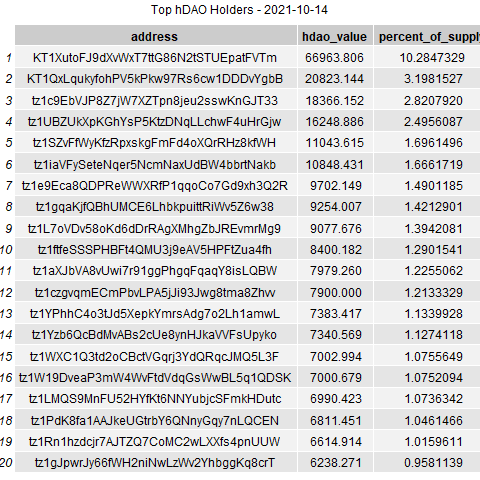 Top hDAO Holders - 2021-10-14
address hdao_value percent_of_supply
1 KT1XutoFJ9dXvWxT7ttG86N2tSTUEpatFVTm 66963.806 10.2847329
2 KT1QxLqukyfohPV5kPkw97Rs6cw1DDDvYgbB 20823.144 3.1981527
3 tz1c9EbVJP8Z7jW7XZTpn8jeu2sswKnGJT33 18366.152 2.8207920
4 tz1UBZUkXpKGhYsP5KtzDNqLLchwF4uHrGjw 16248.886 2.4956087
5 tz1SZvFfWyKfzRpxskgFmFd4oXQrRHz8kfWH 11043.615 1.6961496
6 tz1iaVFySeteNqer5NcmNaxUdBW4bbrtNakb 10848.431 1.6661719
7 tz1e9Eca8QDPReWWXRfP1qqoCo7Gd9xh3Q2R 9702.149 1.4901185
8 tz1gqaKjfQBhUMCE6LhbkpuittRiWv5Z6w38 9254.007 1.4212901
9 tz1L7oVDv58oKd6dDrRAgXMhgZbJREvmrMg9 9077.676 1.3942081
10 tz1ftfeSSSPHBFt4QMU3j9eAV5HPFtZua4fh 8400.182 1.2901541
11 tz1aXJbVA8vUwi7r91ggPhgqFqaqY8isLQBW 7979.260 1.2255062
12 tz1czgvqmECmPbvLPA5jJi93Jwg8tma8Zhvv 7900.000 1.2133329
13 tz1YPhhC4o3tJd5XepkYmrsAdg7o2Lh1amwL 7383.417 1.1339928
14 tz1Yzb6QcBdMvABs2cUe8ynHJkaVVFsUpyko 7340.569 1.1274118
15 tz1WXC1Q3td2oCBctVGqrj3YdQRqcJMQ5L3F 7002.994 1.0755649
16 tz1W19DveaP3mW4WvFtdVdqGsWwBL5q1QDSK 7000.679 1.0752094
17 tz1LMQS9MnFU52HYfKt6NNYubjcSFmkHDutc 6990.423 1.0736342
18 tz1PdK8fa1AAJkeUGtrbY6QNnyGqy7nLQCEN 6811.451 1.0461466
19 tz1Rn1hzdcjr7AJTZQ7CoMC2wLXXfs4pnUUW 6614.914 1.0159611
20 tz1gJpwrJy66fWH2niNwLzWv2YhbggKq8crT 6238.271 0.9581139